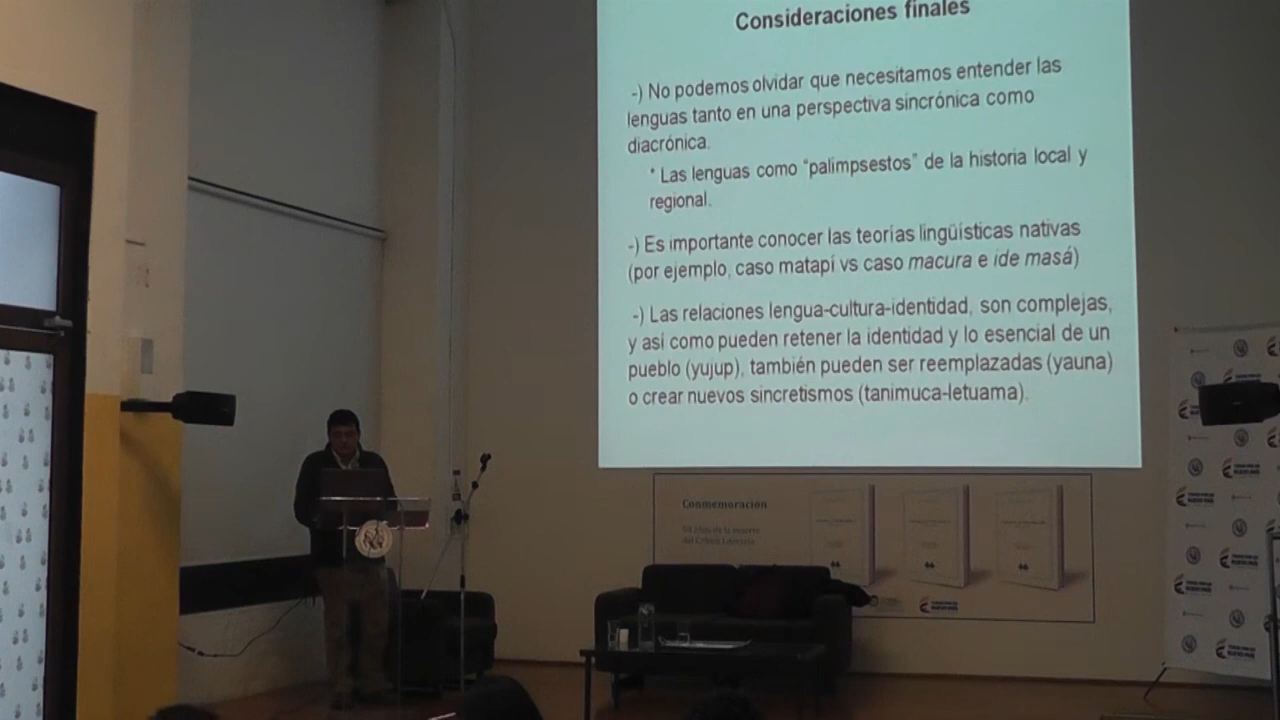 Consideraciones finales
-) No podemos olvidar que necesitamos entender las
lenguas tanto en una perspectiva sincrónica como
diacrónica.
* Las lenguas como “palimpsestos” de la historia local y
regional.
-) Es importante conocer las teorías lingüísticas nativas
(por ejemplo, caso matapí vs caso macura e ide masá)
-) Las relaciones lengua-cultura-identidad, son complejas,
y así como pueden retener la identidad y lo esencial de un
pueblo (yujup), también pueden ser reemplazadas (yauna)
o crear nuevos sincretismos (tanimuca-letuama).
Conmemoración